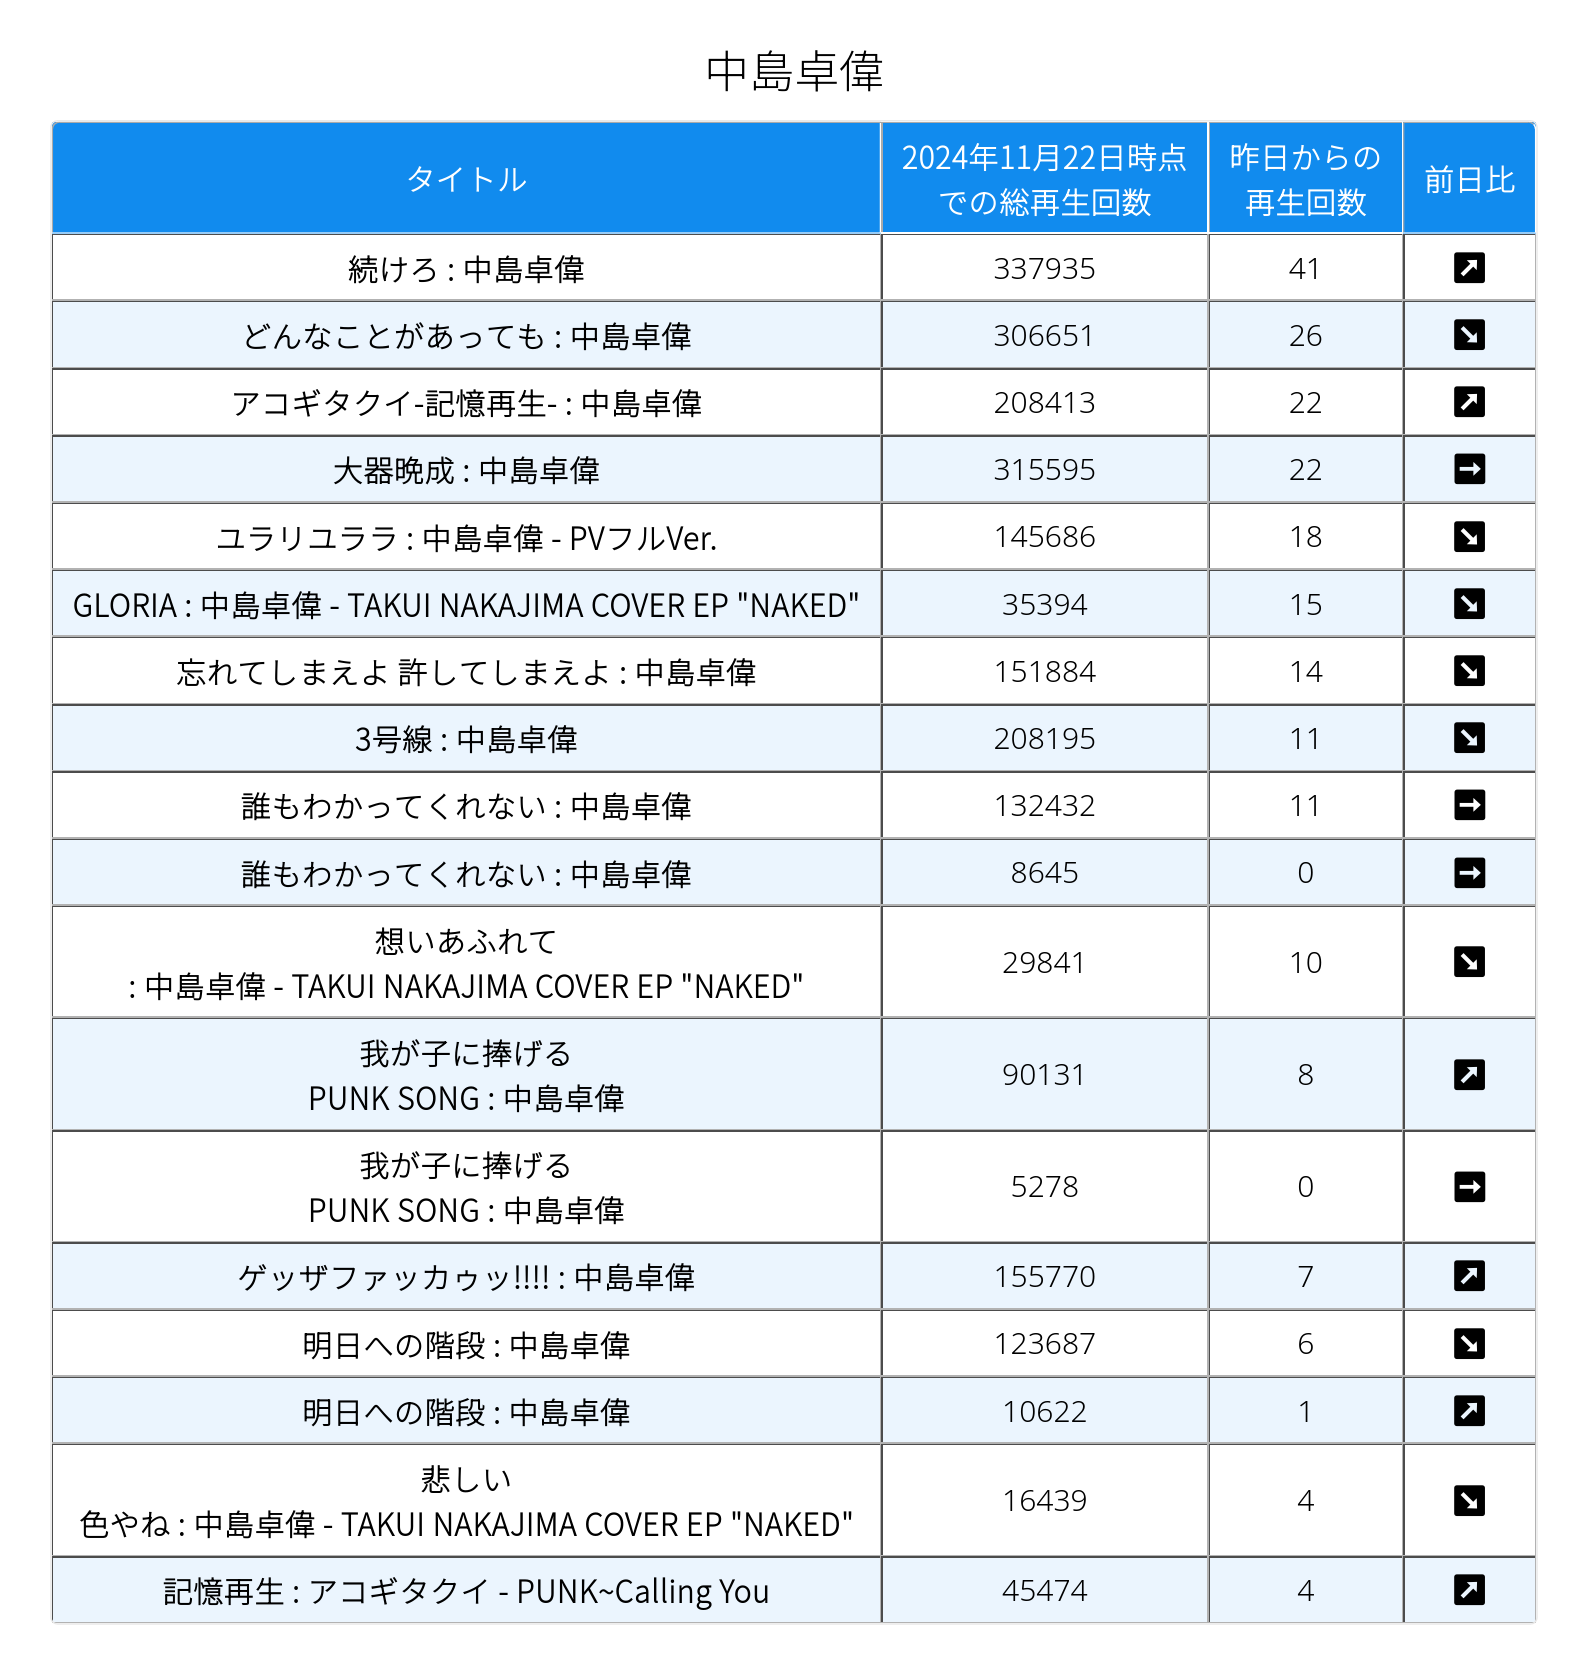 中島卓偉
タイトル
2024年11月22日時点
での総再生回数
昨日からの
再生回数
前日比
続けろ : 中島卓偉 337935 41 ↗
どんなことがあっても : 中島卓偉 306651 26 ↘
アコギタクイ-記憶再生- : 中島卓偉 208413 22 ↗
大器晩成 : 中島卓偉 315595 22 →
ユラリユララ : 中島卓偉 - PVフルVer. 145686 18 ↘
GLORIA : 中島卓偉 - TAKUI NAKAJIMA COVER EP "NAKED" 35394 15 ↘
忘れてしまえよ 許してしまえよ : 中島卓偉 151884 14 ↘
3号線 : 中島卓偉 208195 11 ↘
誰もわかってくれない : 中島卓偉 132432 11 →
誰もわかってくれない : 中島卓偉 8645 0 →
想いあふれて
: 中島卓偉 - TAKUI NAKAJIMA COVER EP "NAKED" 29841 10 ↘
我が子に捧げる
PUNK SONG : 中島卓偉 90131 8 ↗
我が子に捧げる
PUNK SONG : 中島卓偉 5278 0 →
ゲッザファッカゥッ!!!! : 中島卓偉 155770 7 ↗
明日への階段 : 中島卓偉 123687 6 ↘
明日への階段 : 中島卓偉 10622 1 ↗
悲しい
色やね : 中島卓偉 - TAKUI NAKAJIMA COVER EP "NAKED" 16439 4 ↘
記憶再生 : アコギタクイ - PUNK~Calling You 45474 4 ↗